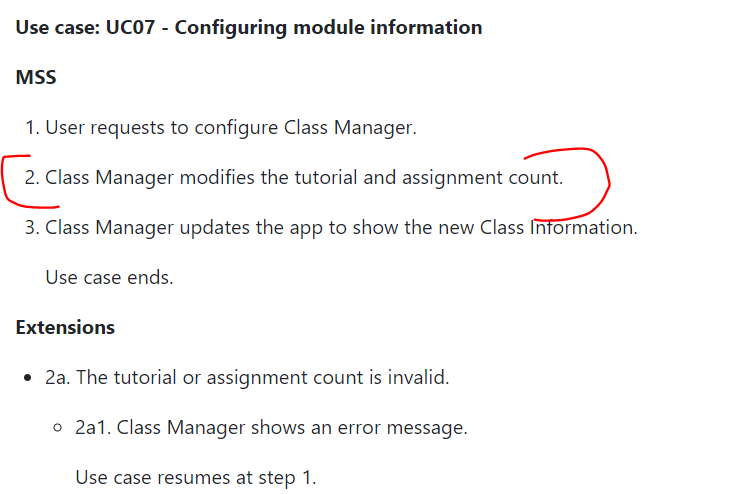 Use case: UC07 - Configuring module information
MSS
1. User requests to configure Class Manager.
2. Class Manager modifies the tutorial and assignment count.
3. Class Manager updates the app to show the new Class Information.
Use case ends.
Extensions
• 2a. The tutorial or assignment count is invalid.
◦ 2a1. Class Manager shows an error message.
Use case resumes at step 1.